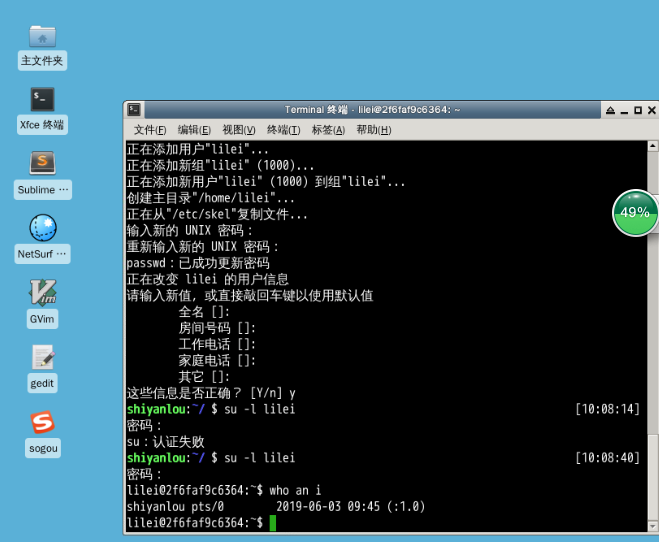 主文件夹
Xfce 终端
Sublime …
NetSurf …
GVim
gedit
sogou
Terminal 终端 - lilei@2f6faf9c6364: ~
文件(F) 编辑(E) 视图(V) 终端(T) 标签(A) 帮助(H)
正在添加用户"lilei"...
正在添加新组"lilei" (1000)...
正在添加新用户"lilei" (1000) 到组"lilei"...
创建主目录"/home/lilei"...
正在从"/etc/skel"复制文件...
输入新的 UNIX 密码：
重新输入新的 UNIX 密码：
passwd：已成功更新密码
正在改变 lilei 的用户信息
请输入新值，或直接敲回车键以使用默认值
全名 []:
房间号码 []:
工作电话 []:
家庭电话 []:
其它 []:
这些信息是否正确？ [Y/n] y
shiyanlou:~/ $ su -l lilei [10:08:14]
密码：
su：认证失败
shiyanlou:~/ $ su -l lilei [10:08:40]
密码：
lilei@2f6faf9c6364:~$ who an i
shiyanlou pts/0 2019-06-03 09:45 (:1.0)
lilei@2f6faf9c6364:~$
49%